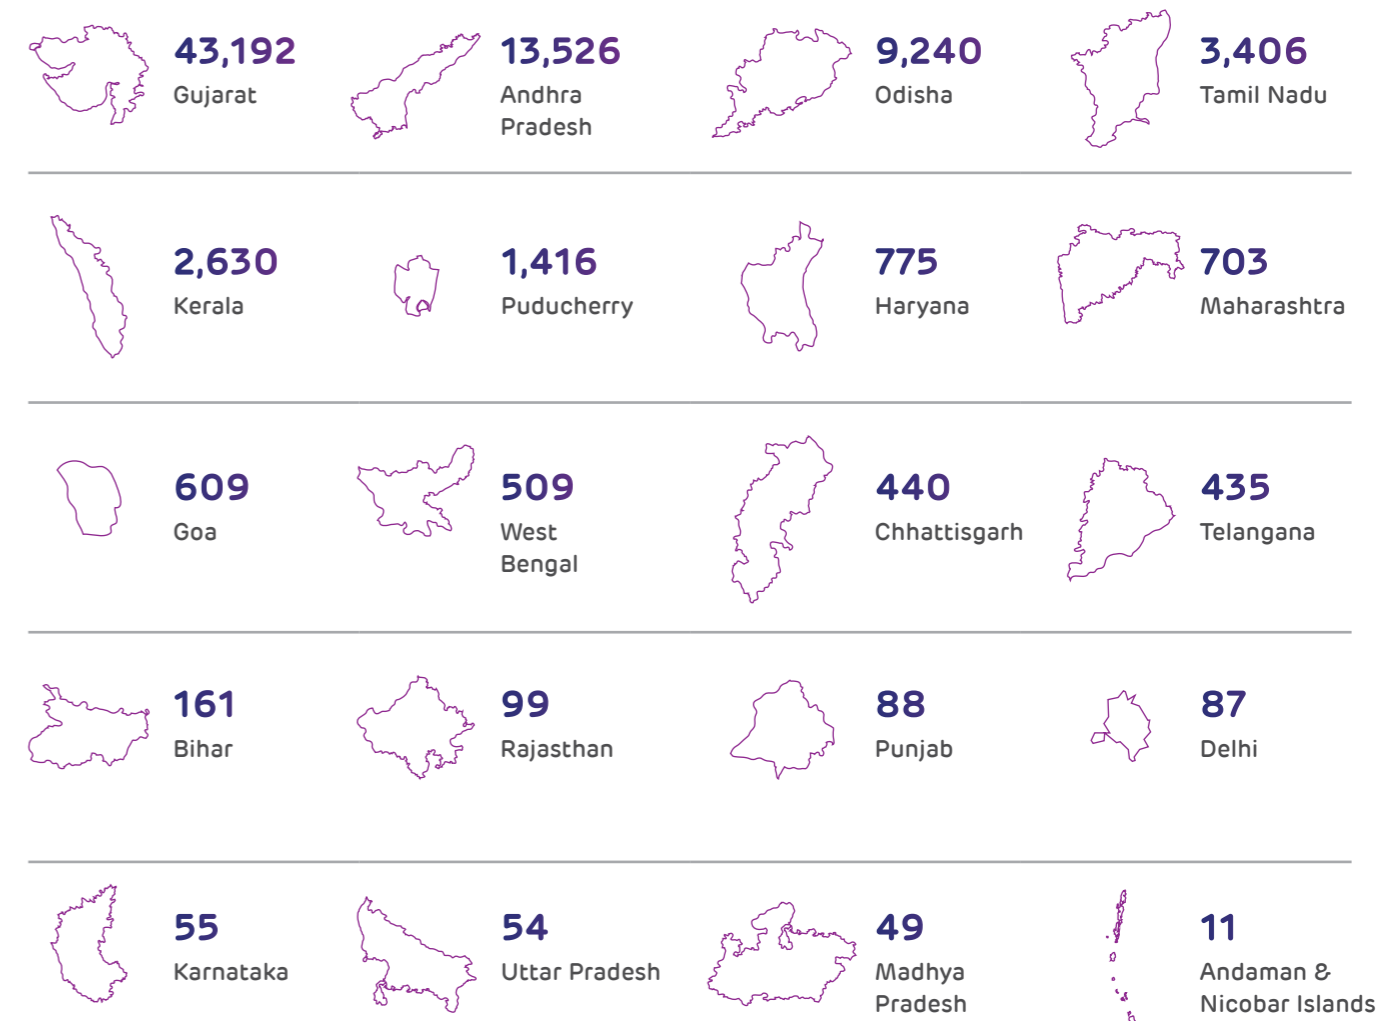 43,192
Gujarat
13,526
Andhra
Pradesh
9,240
Odisha
3,406
Tamil Nadu
2,630
Kerala
1,416
Puducherry
775
Haryana
703
Maharashtra
609
Goa
509
West
Bengal
440
Chhattisgarh
435
Telangana
161
Bihar
99
Rajasthan
88
Punjab
87
Delhi
55
Karnataka
54
Uttar Pradesh
49
Madhya
Pradesh
11
Andaman &
Nicobar Islands